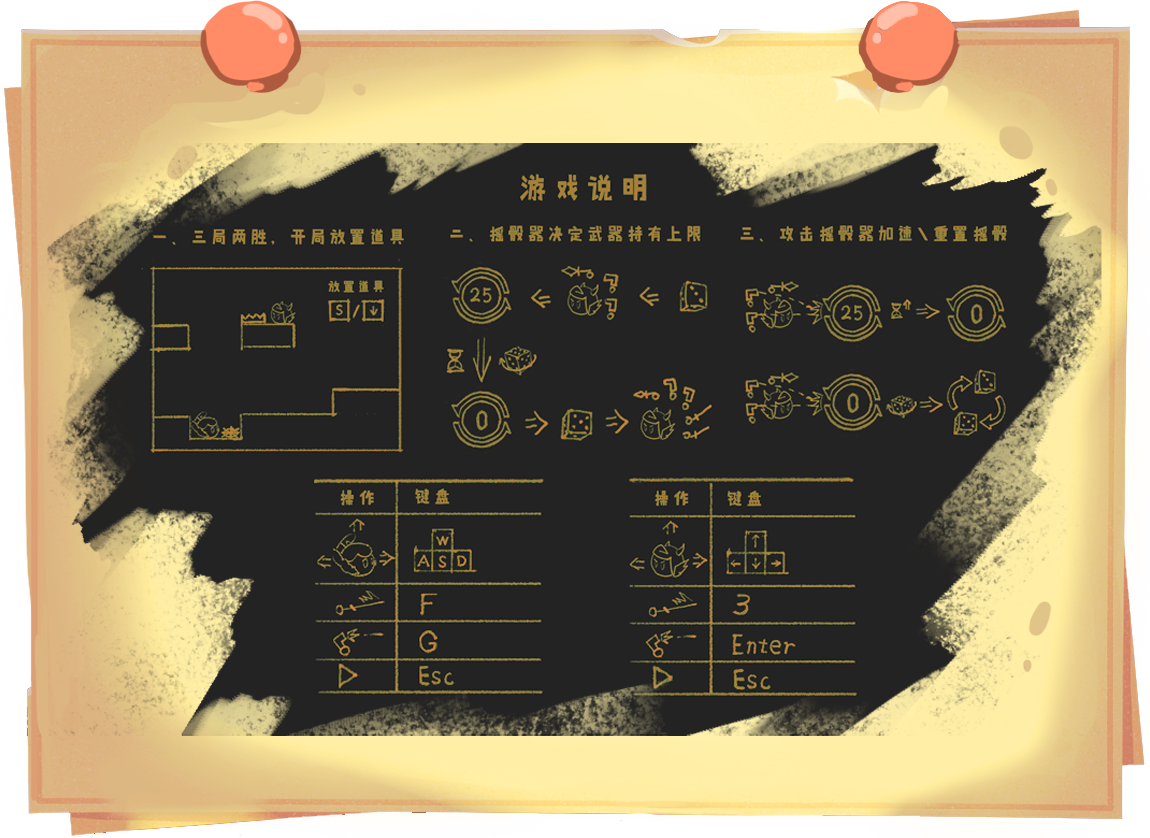 游戏说明
一、三局两胜，开局放置道具
放置道具
S/↓
二、摇骰器决定武器持有上限
25
0
三、攻击摇骰器加速\重置摇骰
25
0
0
操作 键盘
W
A S D
F
G
Esc
操作 键盘
↑
← ↓ →
3
Enter
Esc